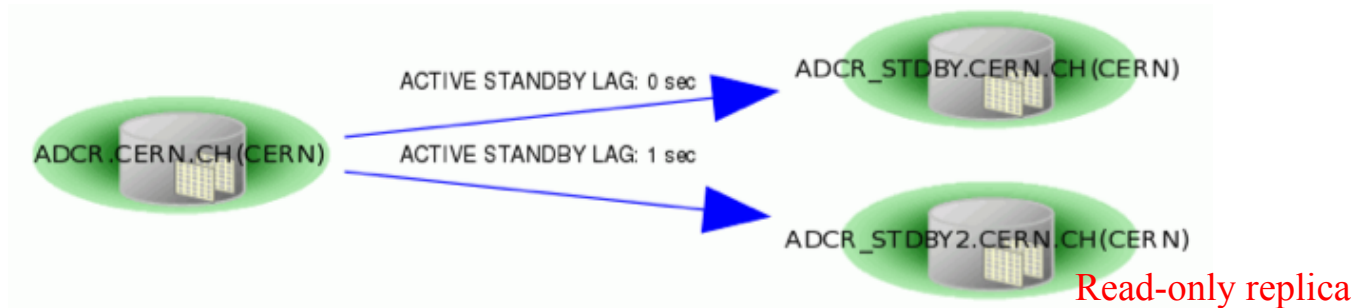 ADCR_STDBY.CERN.CH(CERN)
ACTIVE STANDBY LAG: 0 sec
ADCR.CERN.CH(CERN)
ACTIVE STANDBY LAG: 1 sec
ADCR_STDBY2.CERN.CH(CERN)
Read-only replica